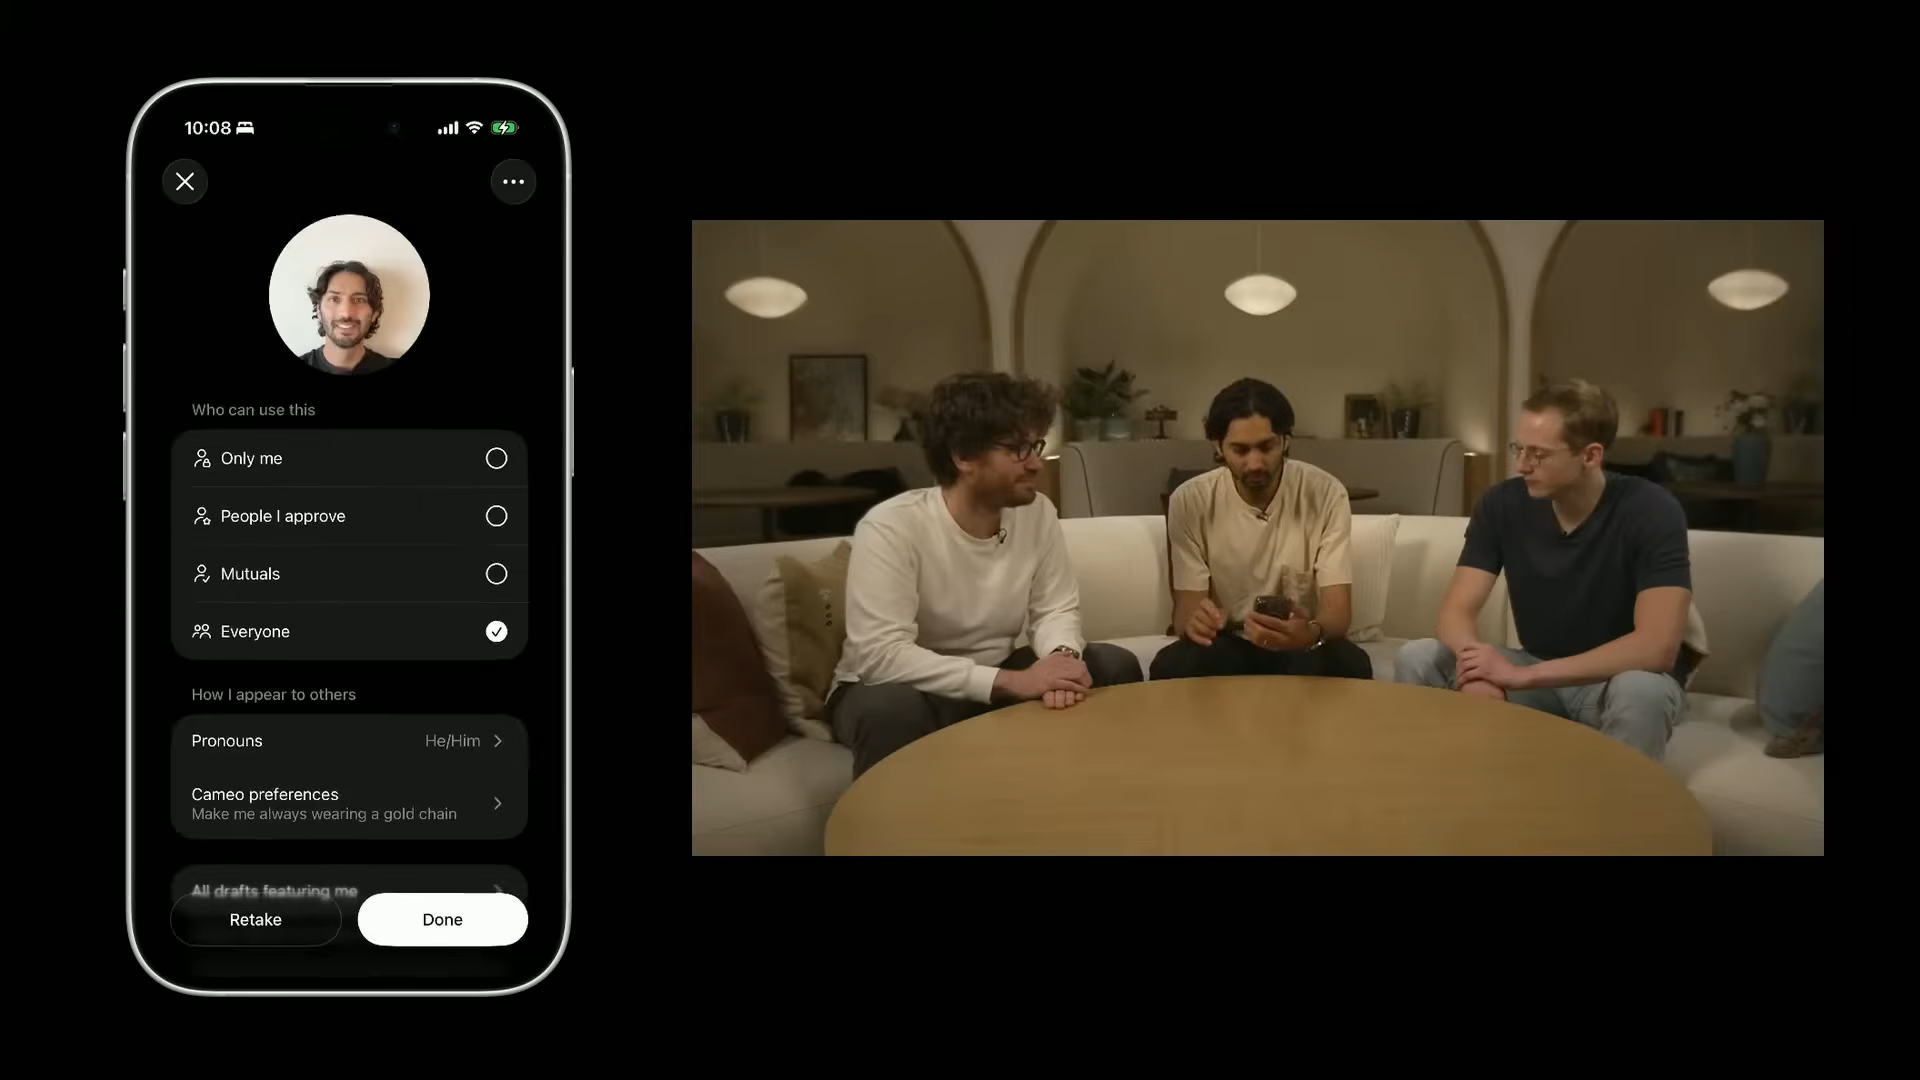 10:08
Who can use this
Only me
People I approve
Mutuals
Everyone
How I appear to others
Pronouns He/Him
Cameo preferences
Make me always wearing a gold chain
All drafts featuring me
Retake Done